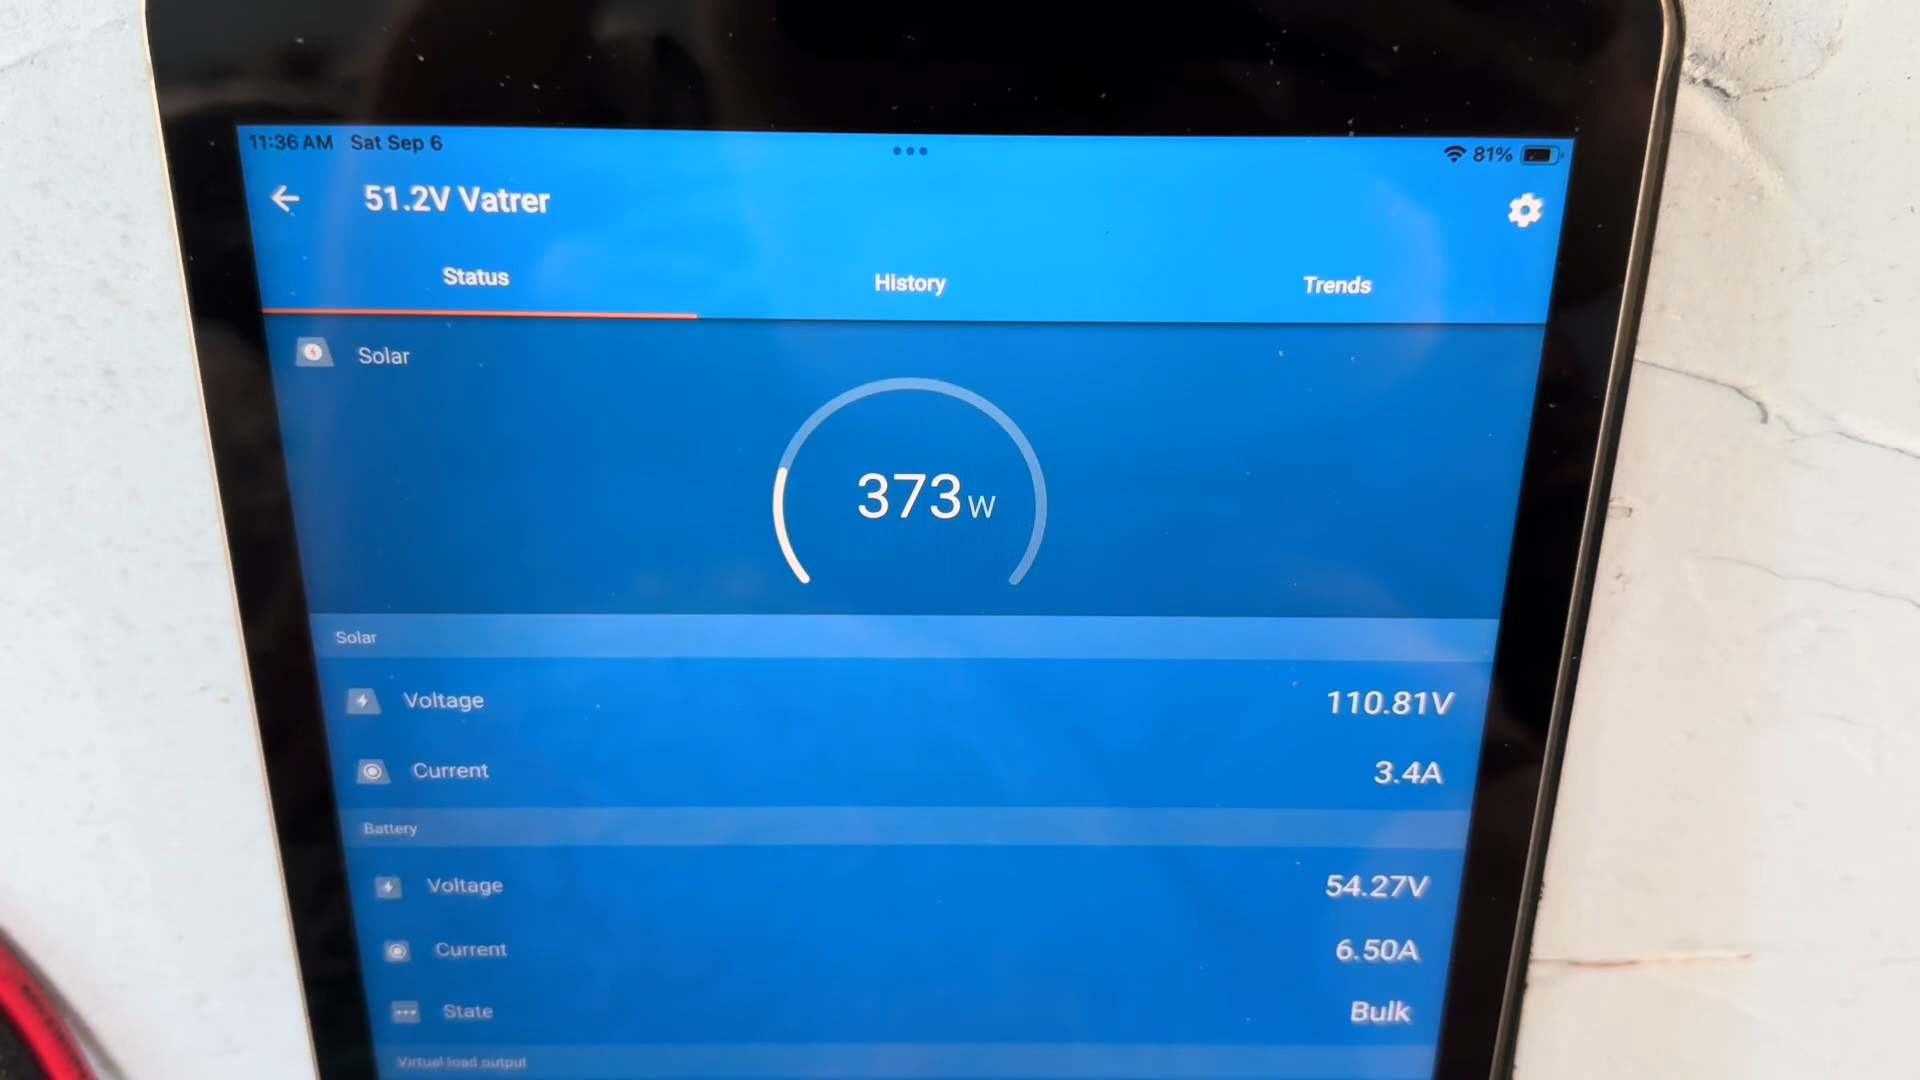 11:36 AM Sat Sep 6
81%
51.2V Vatrer
Status History Trends
Solar
373W
Solar
Voltage 110.81V
Current 3.4A
Battery
Voltage 54.27V
Current 6.50A
State Bulk
Virtual load output